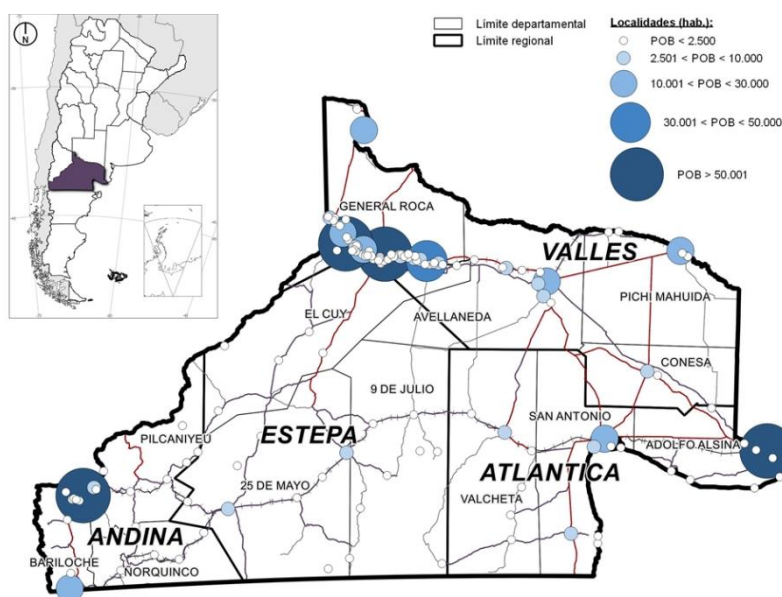 N
Límite departamental
Límite regional
Localidades (hab.):
POB < 2.500
2.501 < POB < 10.000
10.001 < POB < 30.000
30.001 < POB < 50.000
POB > 50.001
GENERAL ROCA
VALLES
PICHI MAHUIDA
EL CUY
AVELLANEDA
CONESA
9 DE JULIO
SAN ANTONIO
PILCANIYEU
ESTEPA
ADOLFO ALSINA
ATLANTICA
25 DE MAYO
VALCHETA
ANDINA
BARILOCHE
ÑORQUINCO